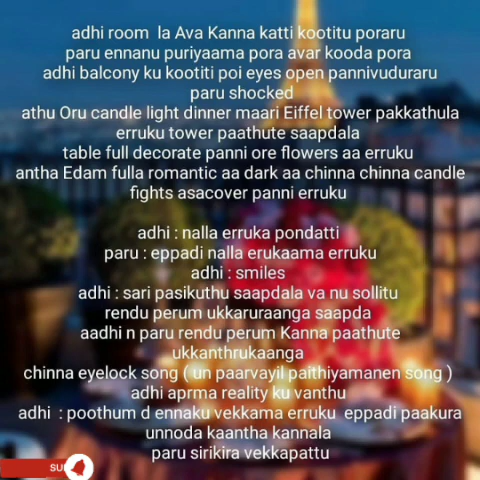 adhi room la Ava Kanna katti kootitu poraru
paru ennanu puriyaama pora avar kooda pora
adhi balcony ku kootiti poi eyes open pannivuduraru
paru shocked
athu Oru candle light dinner maari Eiffel tower pakkathula
erruku tower paathute saapdala
table full decorate panni ore flowers aa erruku
antha Edam fulla romantic aa dark aa chinna chinna candle
fights asacover panni erruku
adhi : nalla erruka pondatti
paru : eppadi nalla erukaama erruku
adhi : smiles
adhi : sari pasikuthu saapdala va nu sollitu
rendu perum ukkaruraanga saapda
aadhi n paru rendu perum Kanna paathute
ukkanthrukaanga
chinna eyelock song ( un paarvayil paithiyamanen song )
adhi aprma reality ku vanthu
adhi : poothum d ennaku vekkama erruku eppadi paakura
unnoda kaantha kannala
paru sirikira vekkapattu
SU